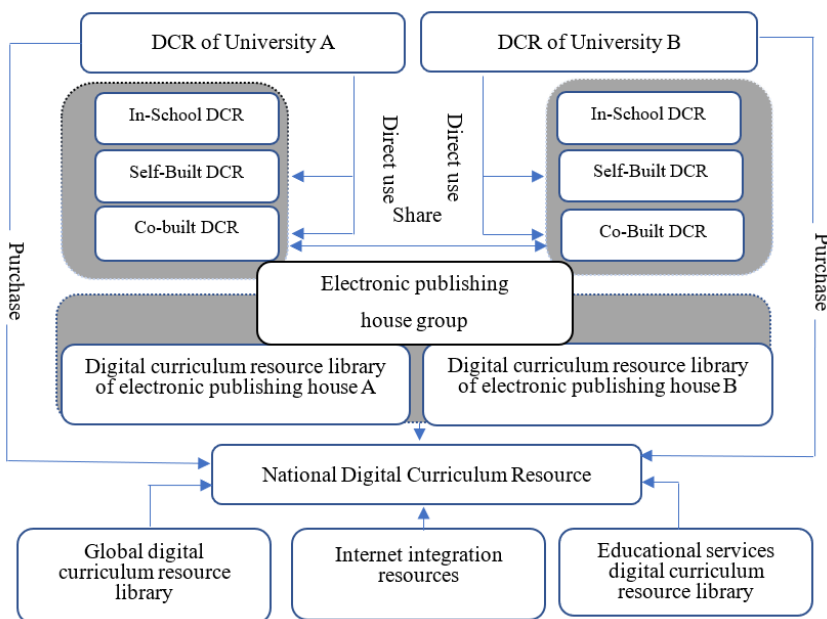 DCR of University A
DCR of University B
In-School DCR
Self-Built DCR
Co-built DCR
Direct use
Direct use
Share
In-School DCR
Self-Built DCR
Co-Built DCR
Purchase
Purchase
Electronic publishing
house group
Digital curriculum resource library
of electronic publishing house A
Digital curriculum resource library
of electronic publishing house B
National Digital Curriculum Resource
Global digital
curriculum resource
library
Internet integration
resources
Educational services
digital curriculum
resource library